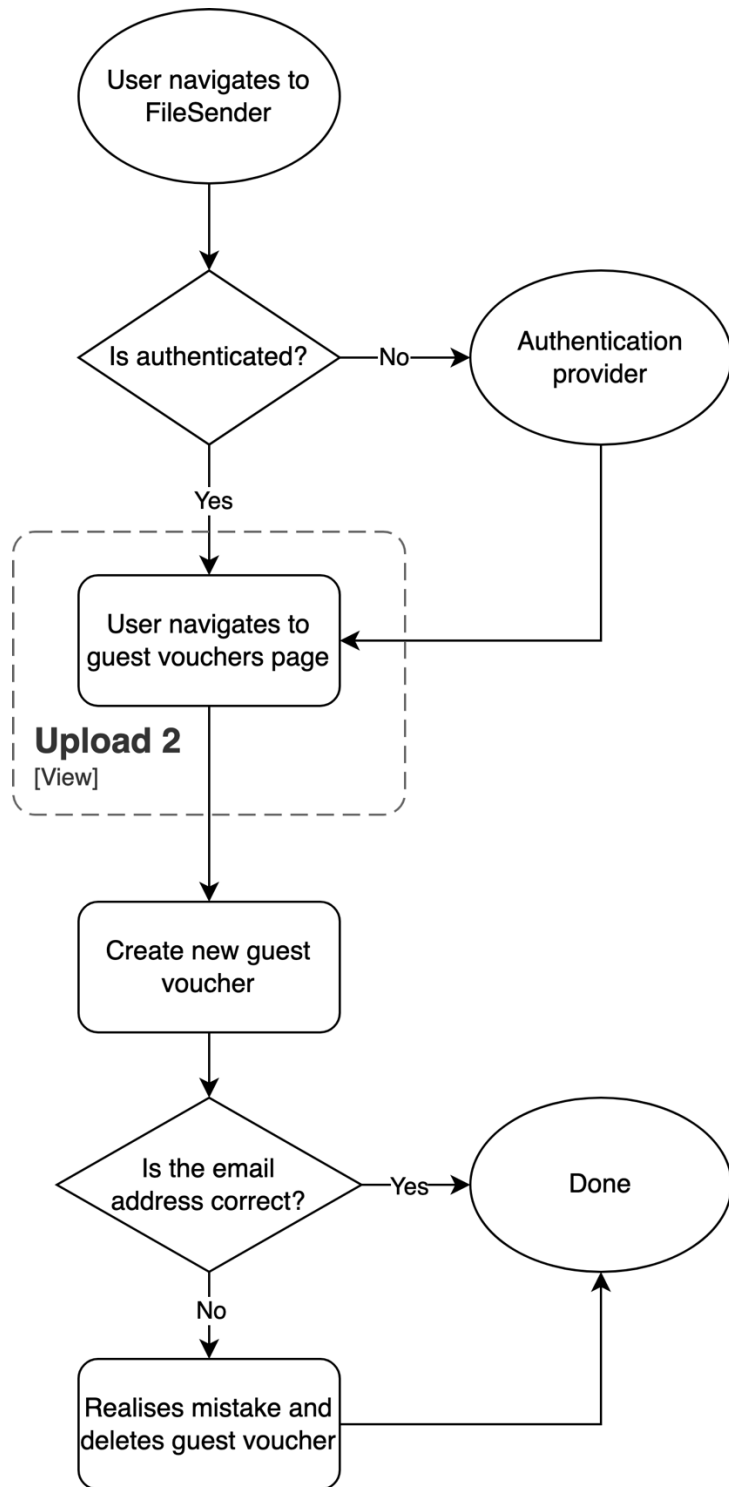 User navigates to
FileSender
Is authenticated?
No
Authentication
provider
Yes
User navigates to
guest vouchers page
Upload 2
[View]
Create new guest
voucher
Is the email
address correct?
Yes
Done
No
Realises mistake and
deletes guest voucher